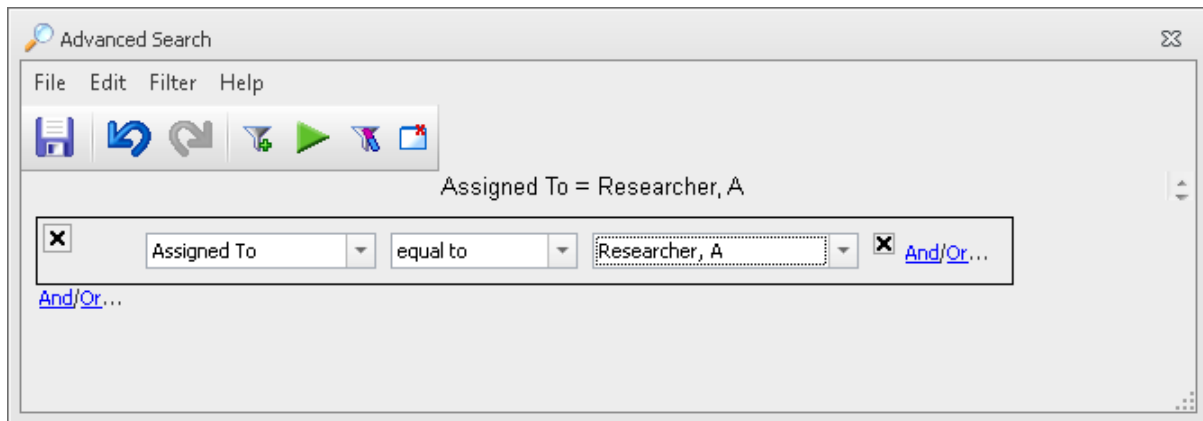 Advanced Search
File Edit Filter Help
Assigned To = Researcher, A
Assigned To equal to Researcher, A And/Or...
And/Or...